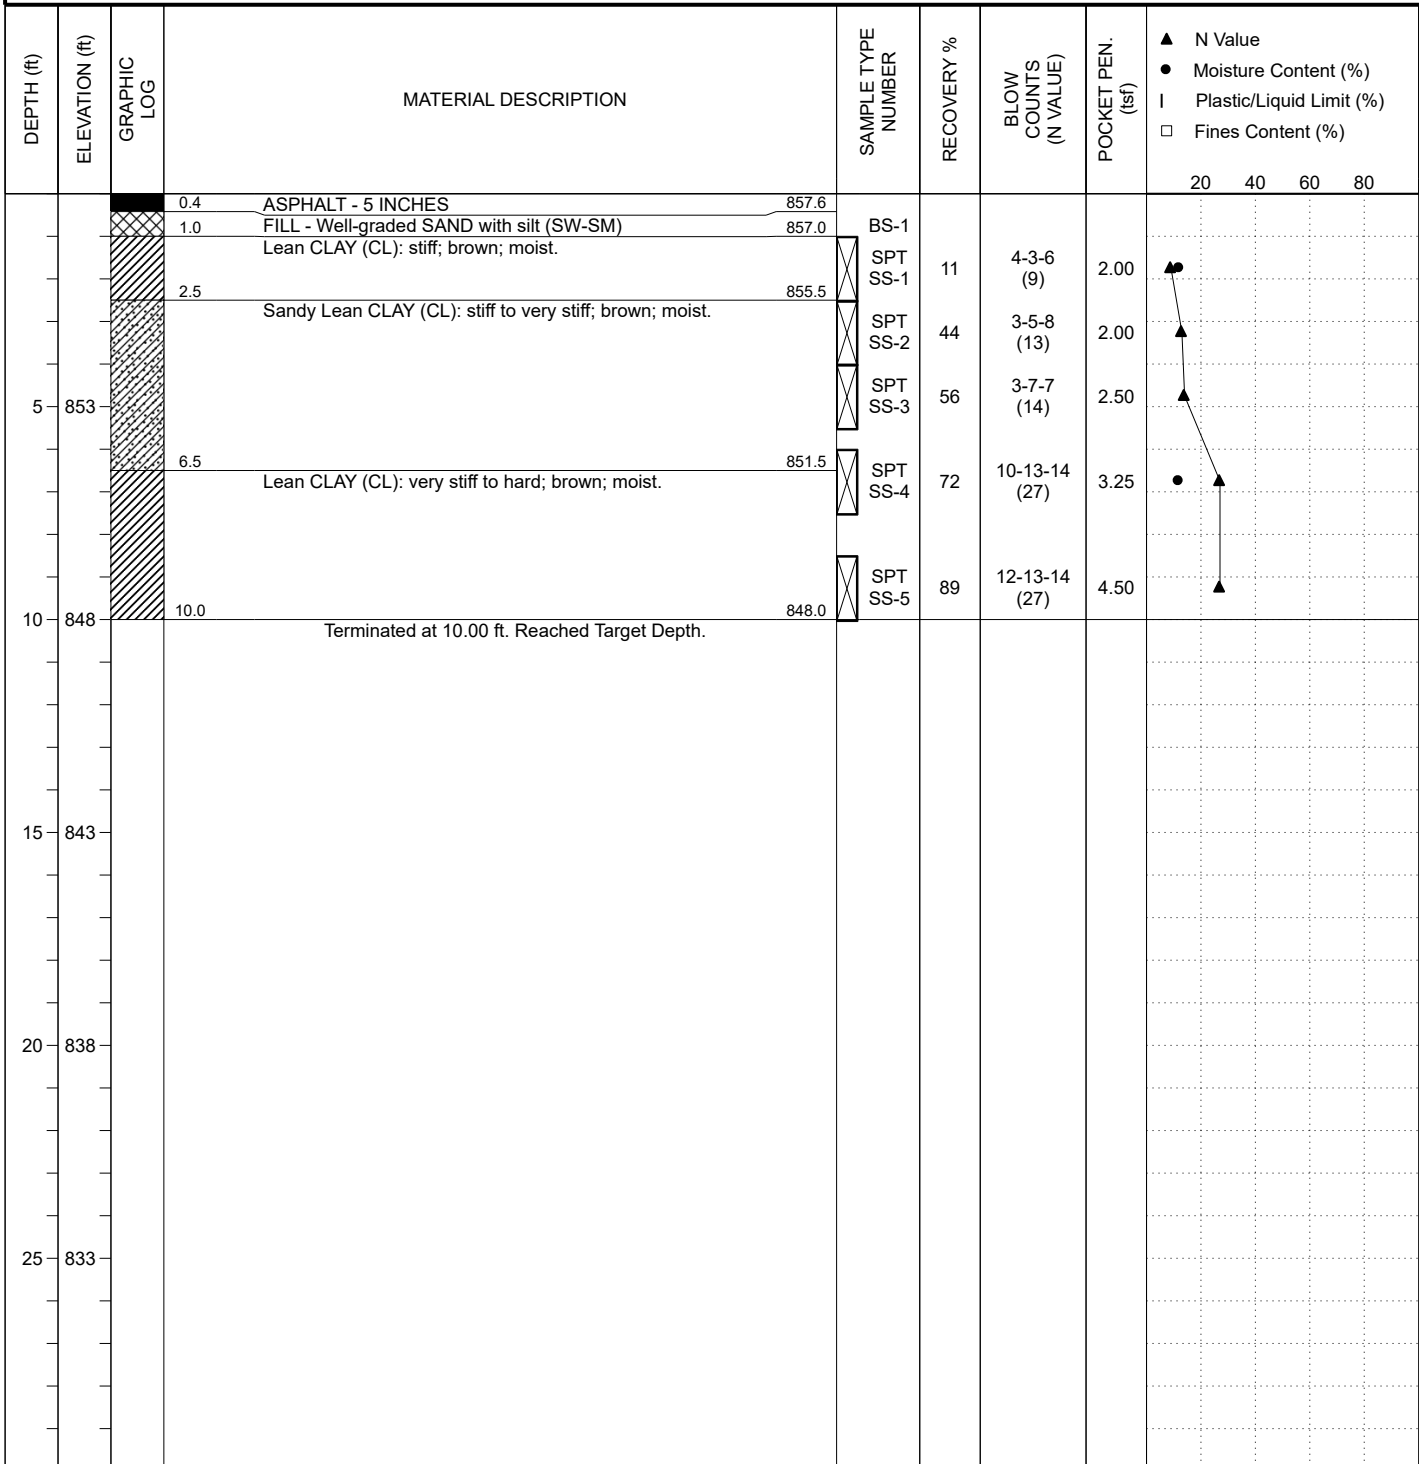 DEPTH (ft)
ELEVATION (ft)
GRAPHIC
LOG
MATERIAL DESCRIPTION
SAMPLE TYPE
NUMBER
RECOVERY %
BLOW
COUNTS
(N VALUE)
POCKET PEN.
(tsf)
N Value
Moisture Content (%)
Plastic/Liquid Limit (%)
Fines Content (%)
20 40 60 80
0.4 ASPHALT - 5 INCHES 857.6
1.0 FILL - Well-graded SAND with silt (SW-SM) 857.0 BS-1
Lean CLAY (CL): stiff; brown; moist.
SPT
SS-1
11
4-3-6
(9)
2.00
2.5 855.5
Sandy Lean CLAY (CL): stiff to very stiff; brown; moist.
SPT
SS-2
44
3-5-8
(13)
2.00
SPT
SS-3
56
3-7-7
(14)
2.50
5 853
6.5 851.5
Lean CLAY (CL): very stiff to hard; brown; moist.
SPT
SS-4
72
10-13-14
(27)
3.25
SPT
SS-5
89
12-13-14
(27)
4.50
10.0 848.0
10 848
Terminated at 10.00 ft. Reached Target Depth.
15 843
20 838
25 833